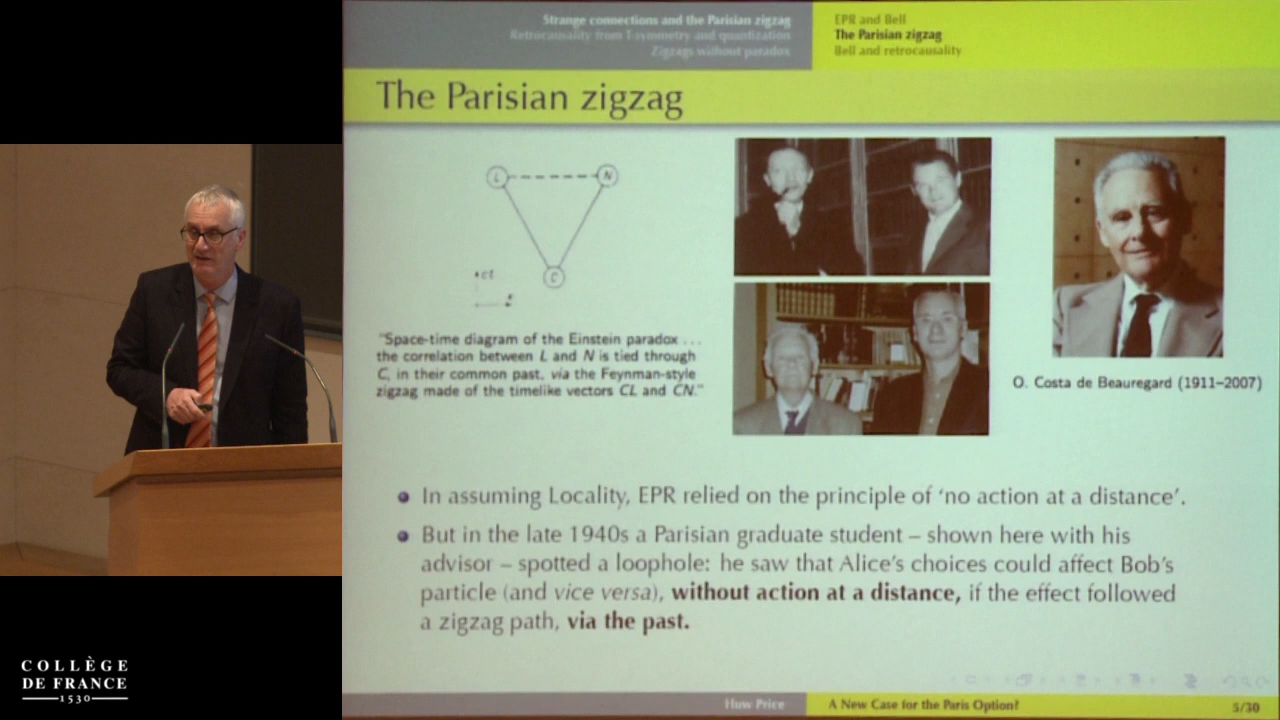 Strange connections and the Parisian zigzag
Retrocausality from T-symmetry and quantization
Zigzags without paradox
EPR and Bell
The Parisian zigzag
Bell and retrocausality
The Parisian zigzag
L
N
C
ct
"Space-time diagram of the Einstein paradox ...
the correlation between L and N is tied through
C, in their common past, via the Feynman-style
zigzag made of the timelike vectors CL and CN."
O. Costa de Beauregard (1911–2007)
In assuming Locality, EPR relied on the principle of 'no action at a distance'.
But in the late 1940s a Parisian graduate student – shown here with his
advisor – spotted a loophole: he saw that Alice's choices could affect Bob's
particle (and vice versa), without action at a distance, if the effect followed
a zigzag path, via the past.
Huw Price
A New Case for the Paris Option?
5/30
COLLÈGE
DE FRANCE
1530